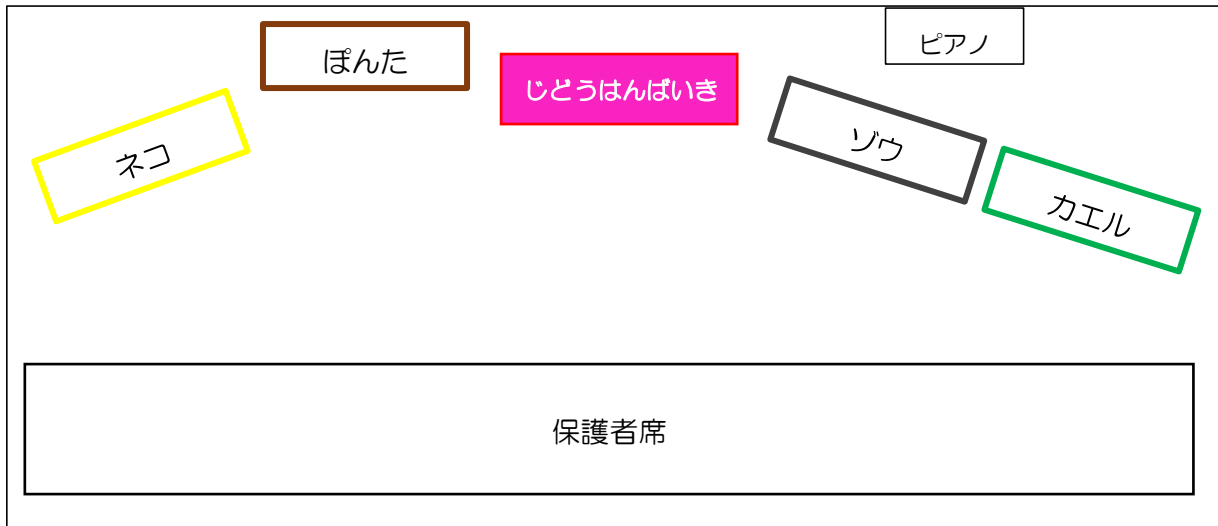 ピアノ
ぽんた
じどうはんばいき
ネコ
ゾウ
カエル
保護者席